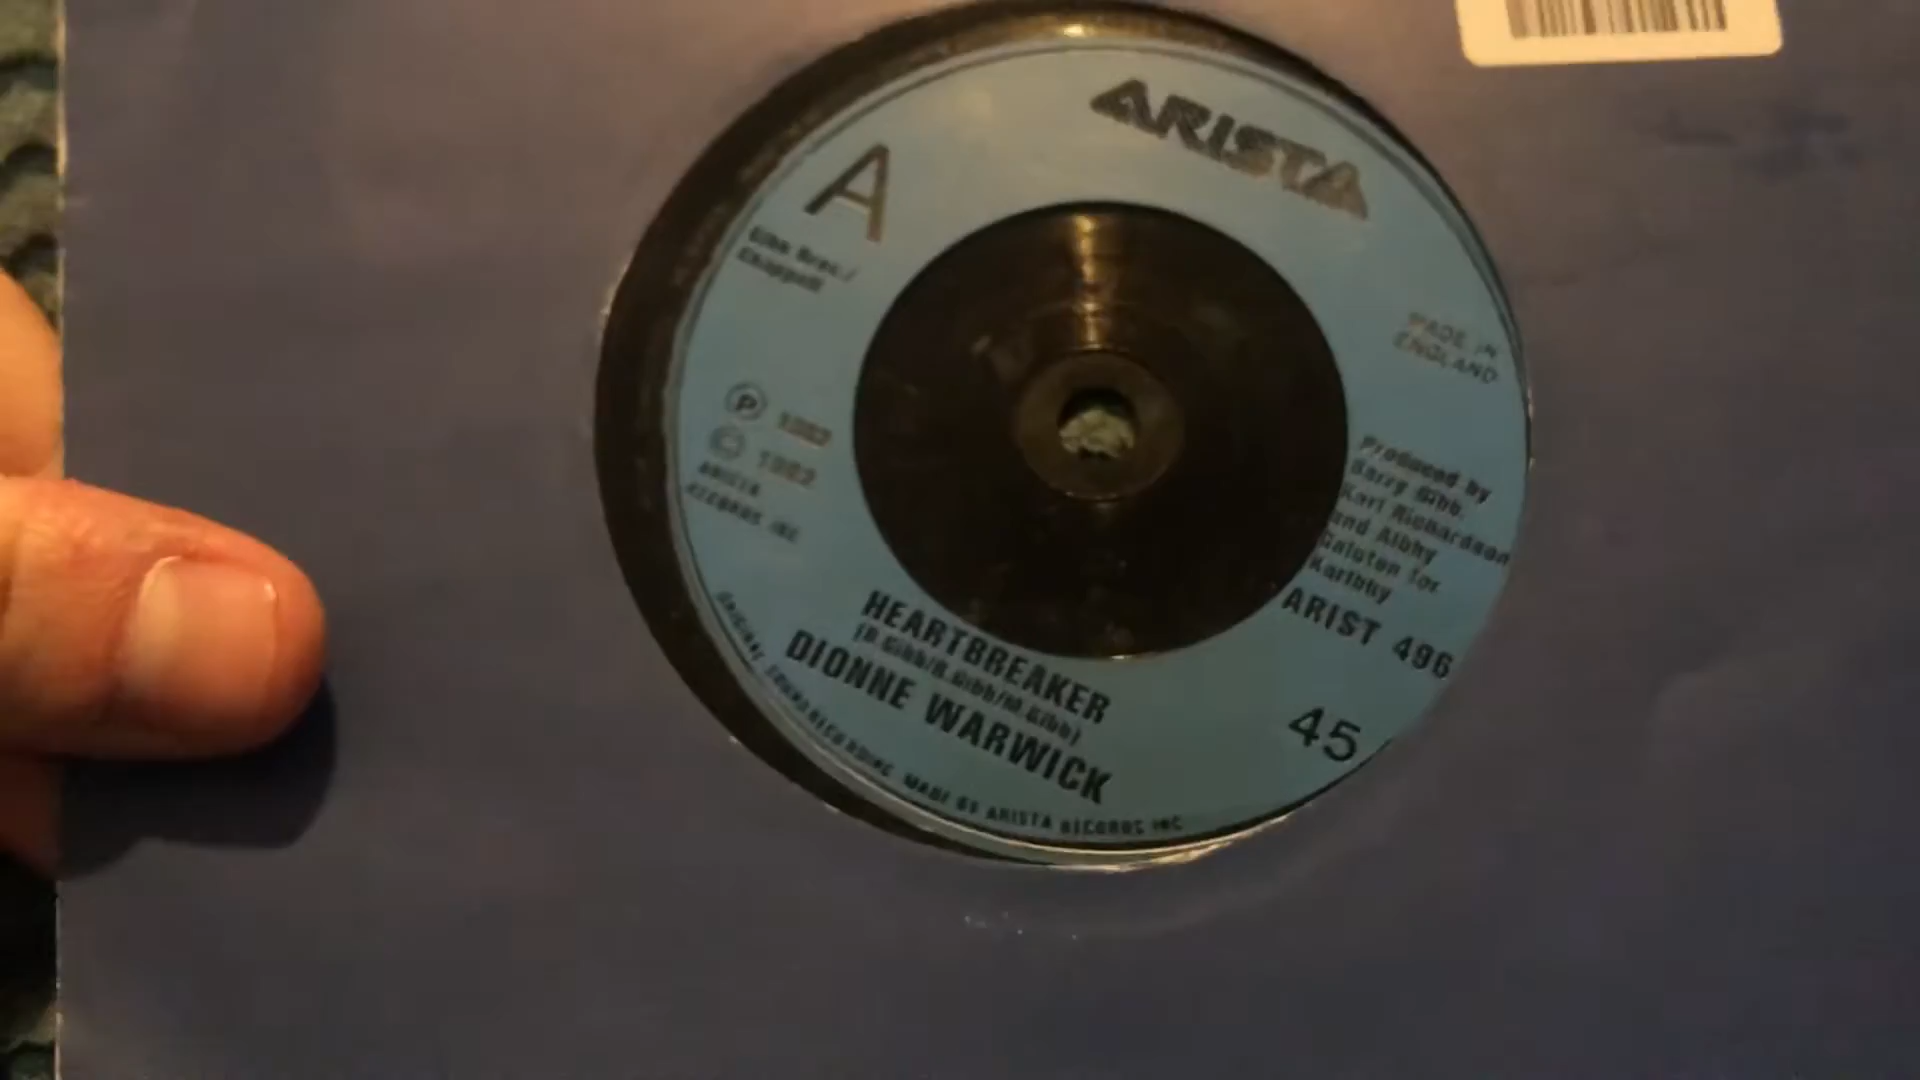 ARISTA
A
Gibb Bros./
Chappell
MADE IN
ENGLAND
Ⓟ 1982
© 1982
ARISTA
RECORDS INC
Produced by
Barry Gibb.
Karl Richardson
and Albhy
Galuten for
Karlbby
ARIST 496
45
HEARTBREAKER
(B.Gibb/R.Gibb/M.Gibb)
DIONNE WARWICK
ORIGINAL SOUND RECORDING MADE BY ARISTA RECORDS INC